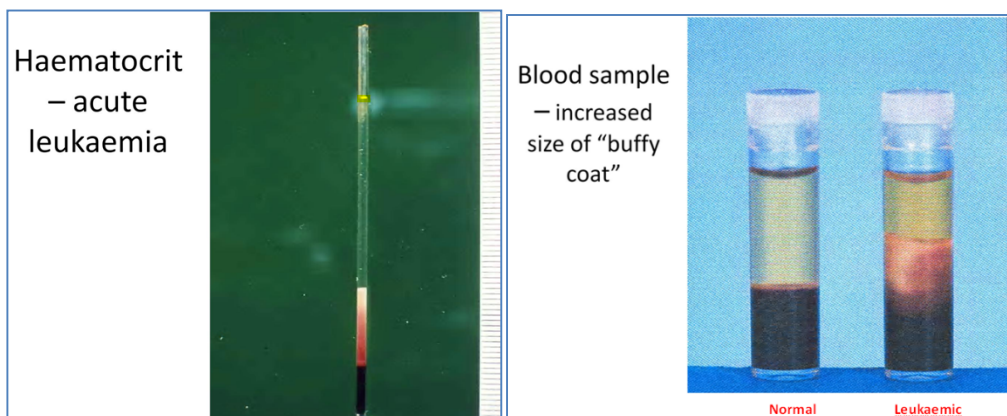 Haematocrit
– acute
leukaemia
Blood sample
– increased
size of “buffy
coat”
Normal
Leukaemic